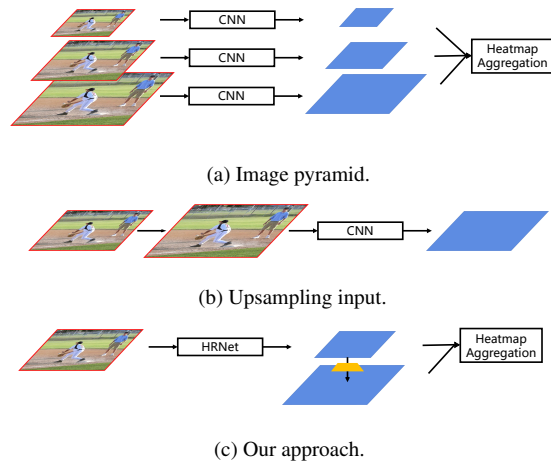 CNN
CNN
CNN
Heatmap
Aggregation
(a) Image pyramid.
CNN
(b) Upsampling input.
HRNet
Heatmap
Aggregation
(c) Our approach.